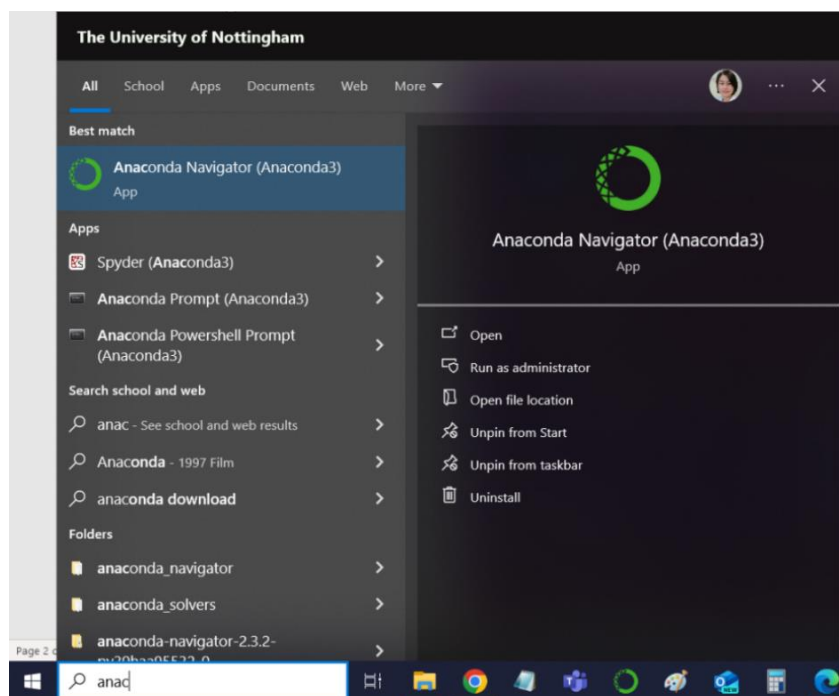 The University of Nottingham
All School Apps Documents Web More
Best match
Anaconda Navigator (Anaconda3)
App
Apps
Spyder (Anaconda3)
Anaconda Prompt (Anaconda3)
Anaconda Powershell Prompt
(Anaconda3)
Search school and web
anac - See school and web results
Anaconda - 1997 Film
anaconda download
Folders
anaconda_navigator
anaconda_solvers
anaconda-navigator-2.3.2-
Anaconda Navigator (Anaconda3)
App
Open
Run as administrator
Open file location
Unpin from Start
Unpin from taskbar
Uninstall
Page 2
anac